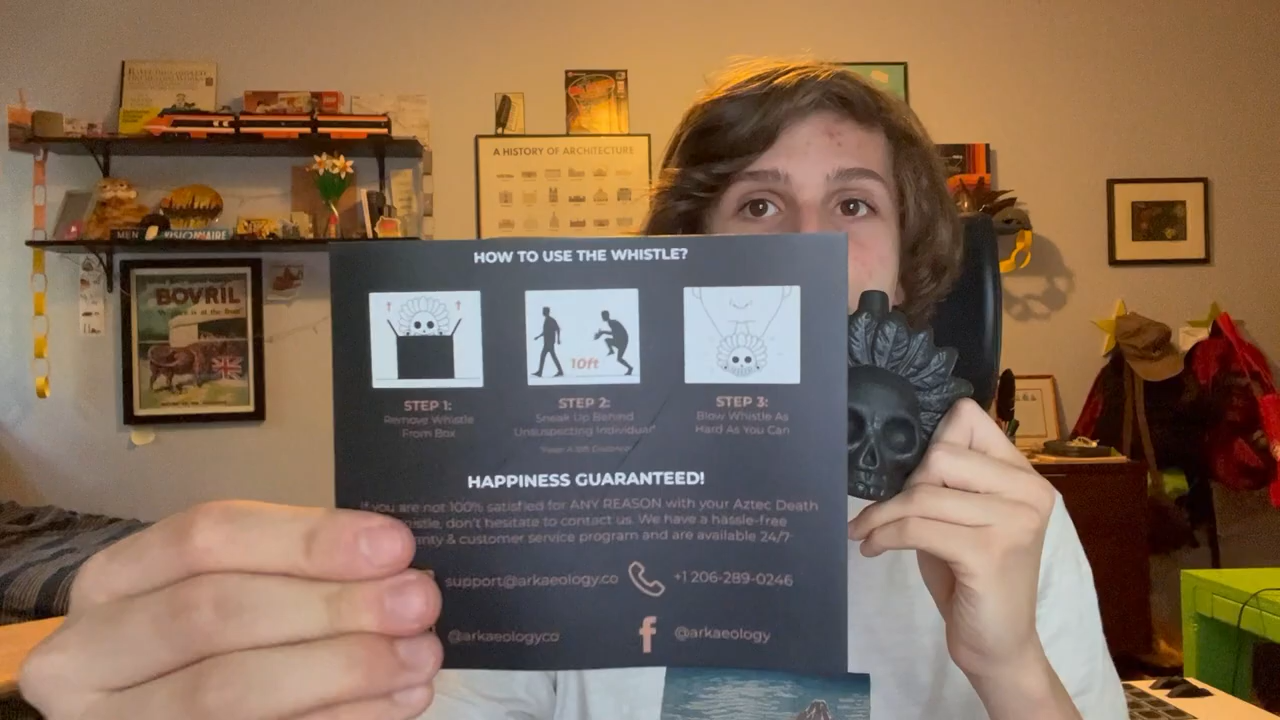 A HISTORY OF ARCHITECTURE
MEN
VISIONNAIRE
BOVRIL
HOW TO USE THE WHISTLE?
10ft
STEP 1:
Remove Whistle
From Box
STEP 2:
Sneak Up Behind
Unsuspecting Individual*
STEP 3:
Blow Whistle As
Hard As You Can
HAPPINESS GUARANTEED!
If you are not 100% satisfied for ANY REASON with your Aztec Death
don't hesitate to contact us. We have a hassle-free
& customer service program and are available 24/7
support@arkaeology.co
+1 206-289-0246
@arkaeologyco
@arkaeology